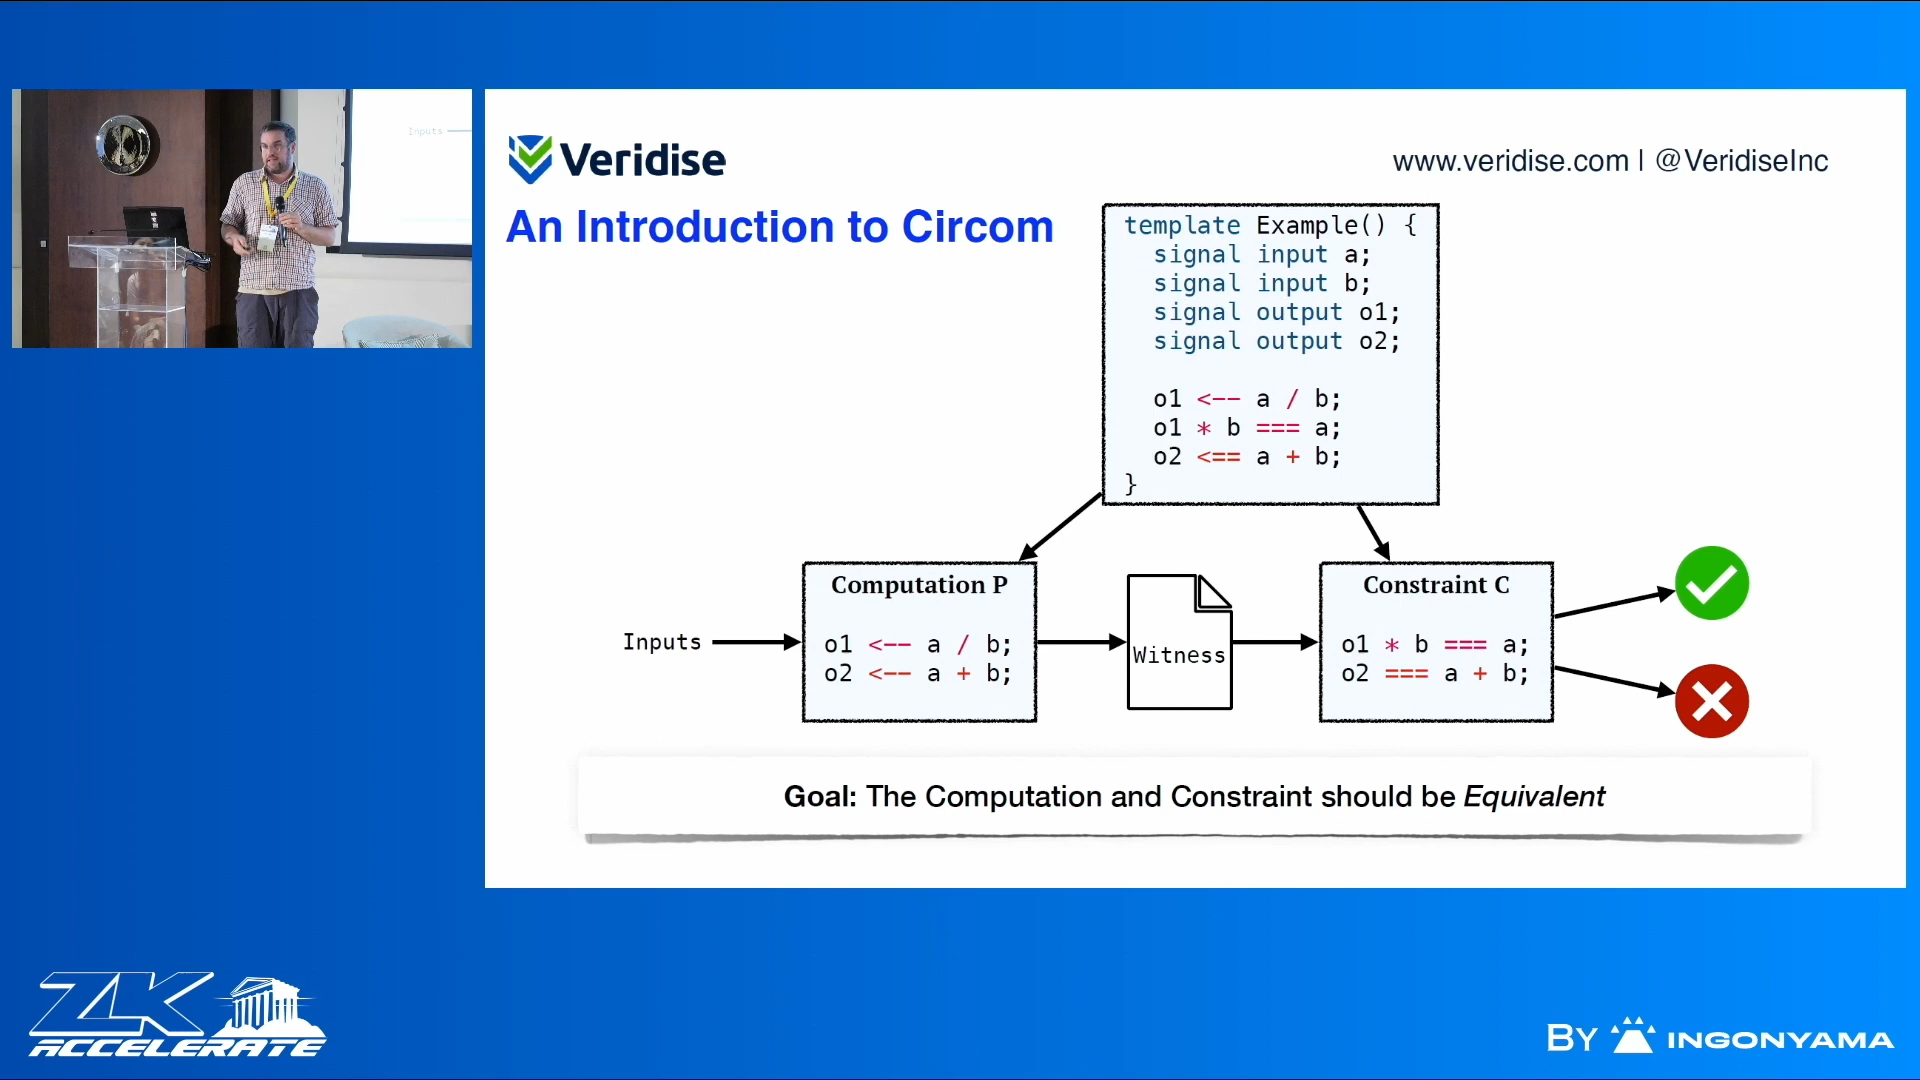 Inputs
Veridise
www.veridise.com | @VeridiseInc
An Introduction to Circom
template Example() {
signal input a;
signal input b;
signal output o1;
signal output o2;
o1 <-- a / b;
o1 * b === a;
o2 <== a + b;
}
Inputs
Computation P
o1 <-- a / b;
o2 <-- a + b;
Witness
Constraint C
o1 * b === a;
o2 === a + b;
Goal: The Computation and Constraint should be Equivalent
ZK
ACCELERATE
BY INGONYAMA